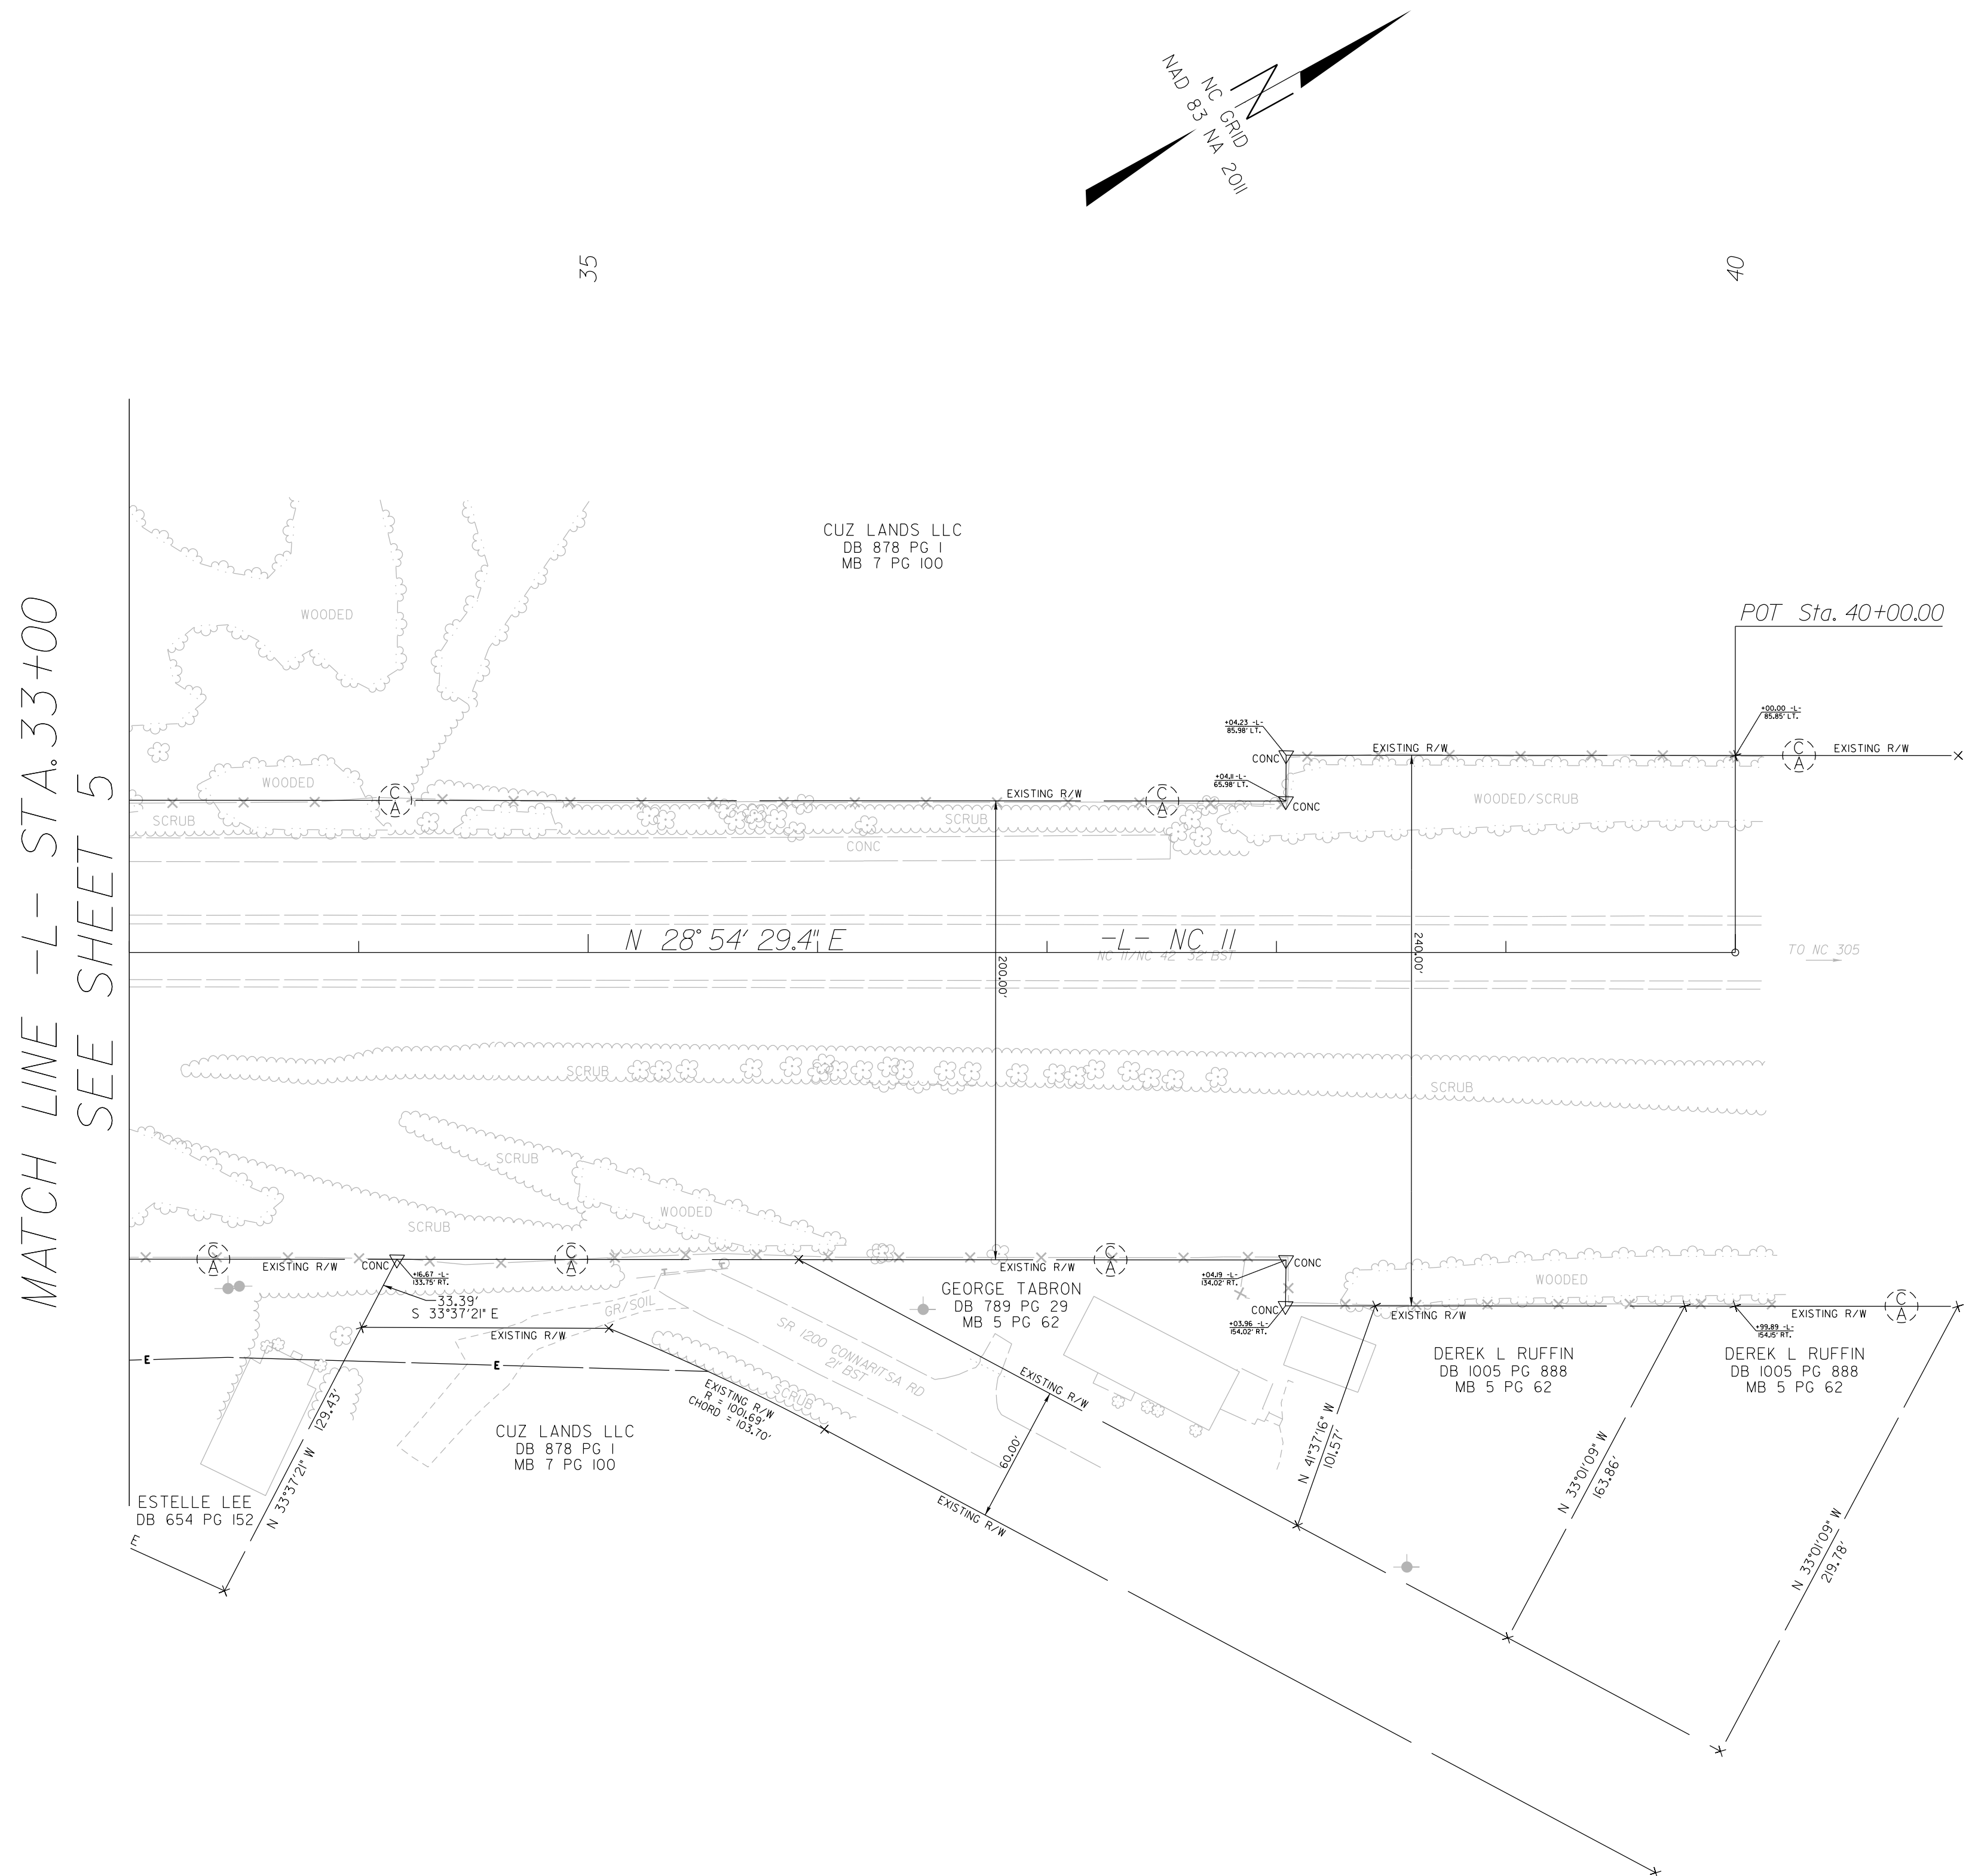 NC GRID
NAD 83 NA 2011
35
40
MATCH LINE -L- STA. 33+00
SEE SHEET 5
CUZ LANDS LLC
DB 878 PG 1
MB 7 PG 100
WOODED
POT Sta. 40+00.00
+04.23 -L-
85.98' LT.
+00.00 -L-
85.85' LT.
CONC
EXISTING R/W
C
A
EXISTING R/W
WOODED
C
A
+04.11 -L-
65.98' LT.
EXISTING R/W
C
A
CONC
WOODED/SCRUB
SCRUB
SCRUB
CONC
N 28° 54' 29.4" E
-L- NC 11
NC 11/NC 42 32' BST
TO NC 305
200.00'
240.00'
SCRUB
SCRUB
SCRUB
WOODED
SCRUB
C
A
EXISTING R/W
CONC
+16.67 -L-
133.75' RT.
C
A
EXISTING R/W
C
A
CONC
+04.19 -L-
134.02' RT.
WOODED
33.39'
S 33°37'21" E
GR/SOIL
GEORGE TABRON
DB 789 PG 29
MB 5 PG 62
CONC
+03.96 -L-
154.02' RT.
EXISTING R/W
+99.89 -L-
154.15' RT.
EXISTING R/W
C
A
EXISTING R/W
SR 1200 CONNARITSA RD
21' BST
E
E
DEREK L RUFFIN
DB 1005 PG 888
MB 5 PG 62
DEREK L RUFFIN
DB 1005 PG 888
MB 5 PG 62
EXISTING R/W
R = 1001.69'
CHORD = 103.70'
SCRUB
EXISTING R/W
CUZ LANDS LLC
DB 878 PG 1
MB 7 PG 100
60.00'
N 41°37'16" W
101.57'
N 33°01'09" W
163.86'
N 33°37'21" W 129.43'
ESTELLE LEE
DB 654 PG 152
E
EXISTING R/W
N 33°01'09" W
219.78'